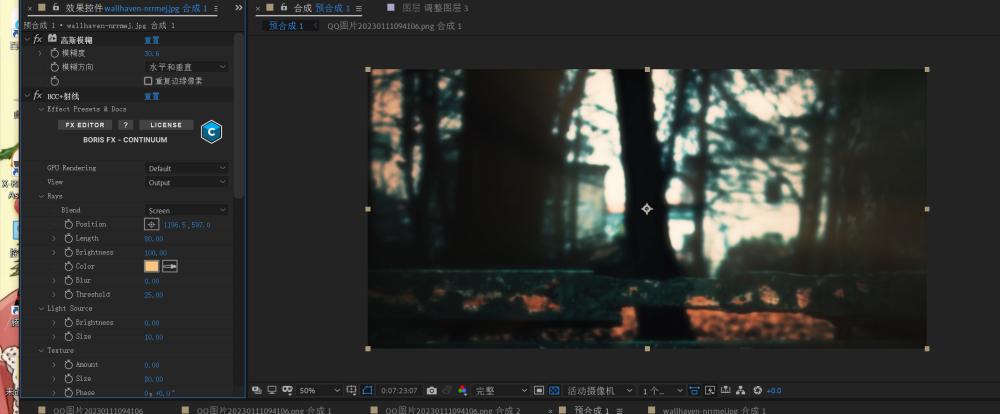 效果控件 wallhaven-nrrmej.jpg 合成 1
预合成 1 • wallhaven-nrrmej.jpg 合成 1
fx 高斯模糊 重置
模糊度 30.6
模糊方向 水平和垂直
重复边缘像素
fx BCC+射线 重置
Effect Presets & Docs
FX EDITOR ? LICENSE
BORIS FX - CONTINUUM
GPU Rendering Default
View Output
Rays
Blend Screen
Position 1196.5,597.0
Length 80.00
Brightness 100.00
Color
Blur 0.00
Threshold 25.00
Light Source
Brightness 0.00
Size 10.00
Texture
Amount 0.00
Size 80.00
Phase 0x+0.0°
合成 预合成 1 图层 调整图层 3
预合成 1 QQ图片20230111094106.png 合成 1
50% 0:07:23:07 完整 活动摄像机 1 个... +0.0
QQ图片20230111094106 QQ图片20230111094106.png 合成 1 QQ图片20230111094106.png 合成 2 预合成 1 wallhaven-nrrmej.jpg 合成 1